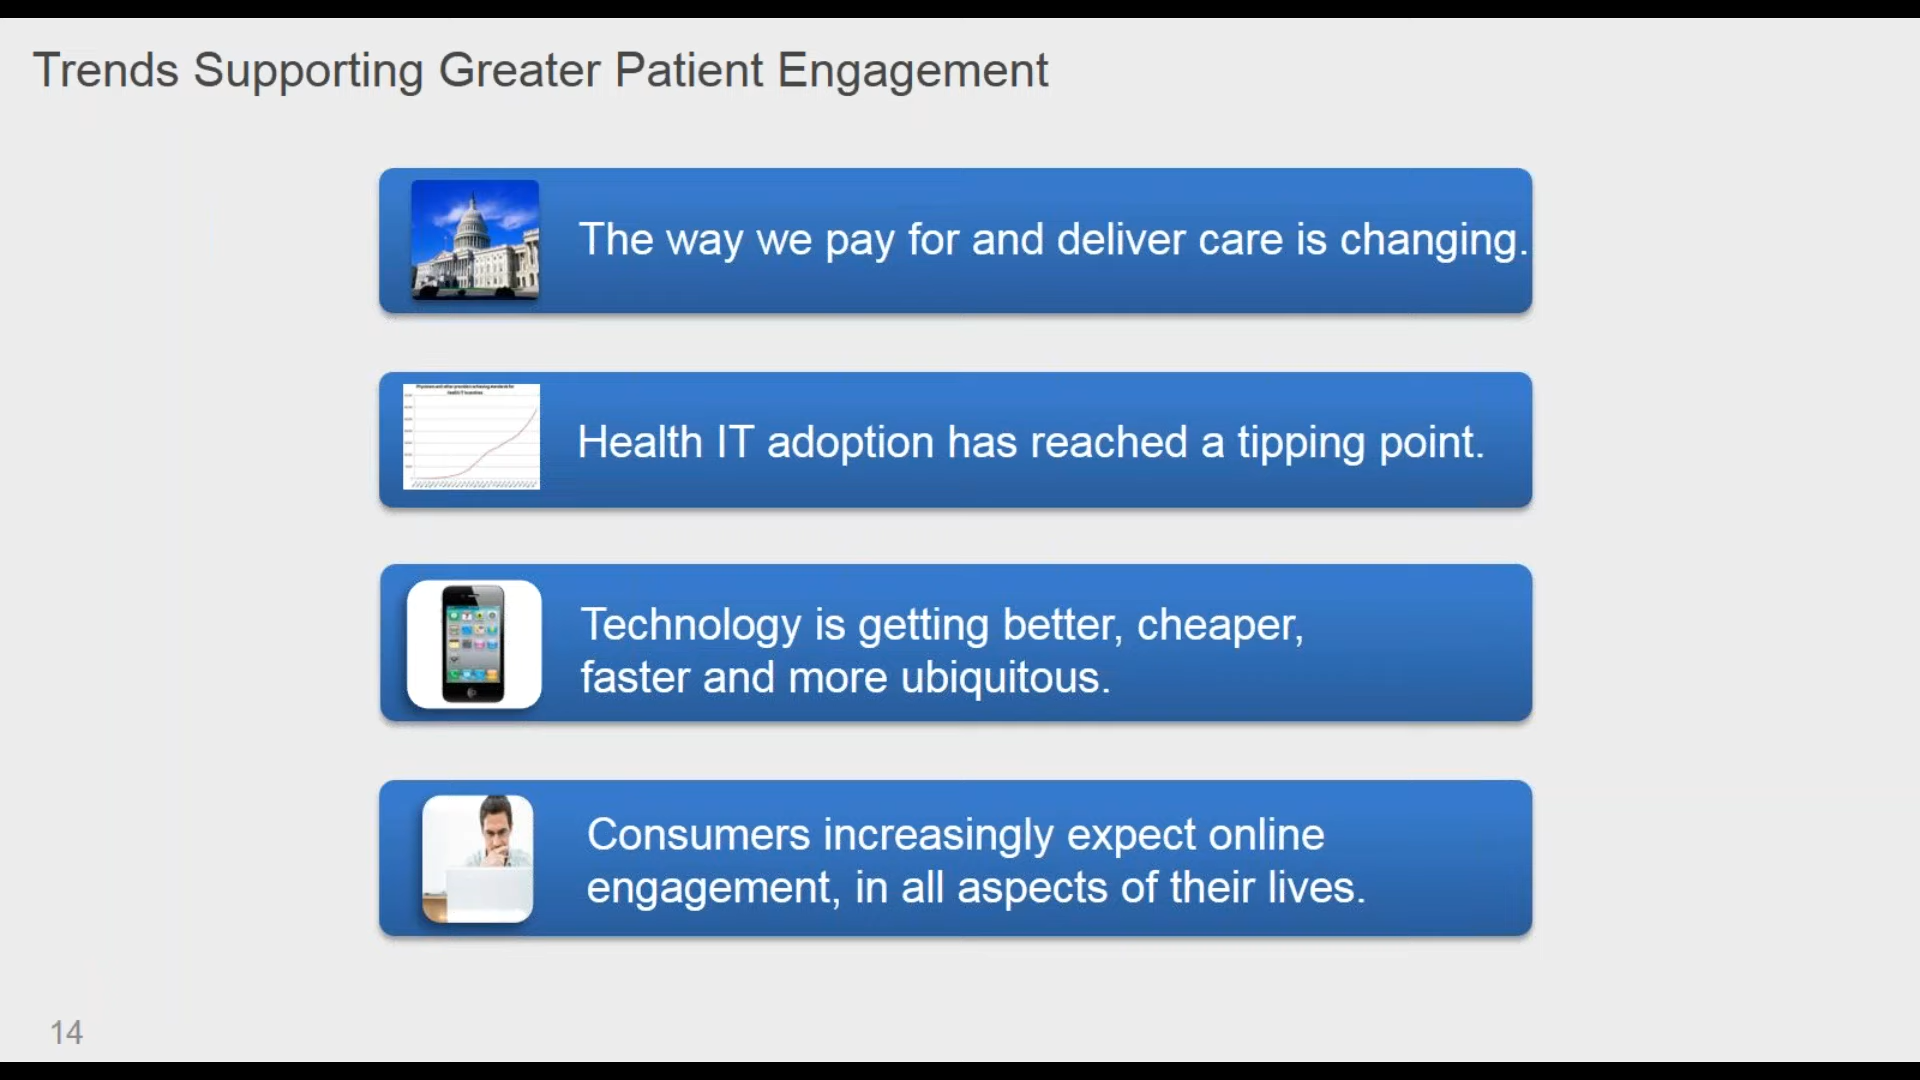 Trends Supporting Greater Patient Engagement
The way we pay for and deliver care is changing.
Health IT adoption has reached a tipping point.
Technology is getting better, cheaper,
faster and more ubiquitous.
Consumers increasingly expect online
engagement, in all aspects of their lives.
14